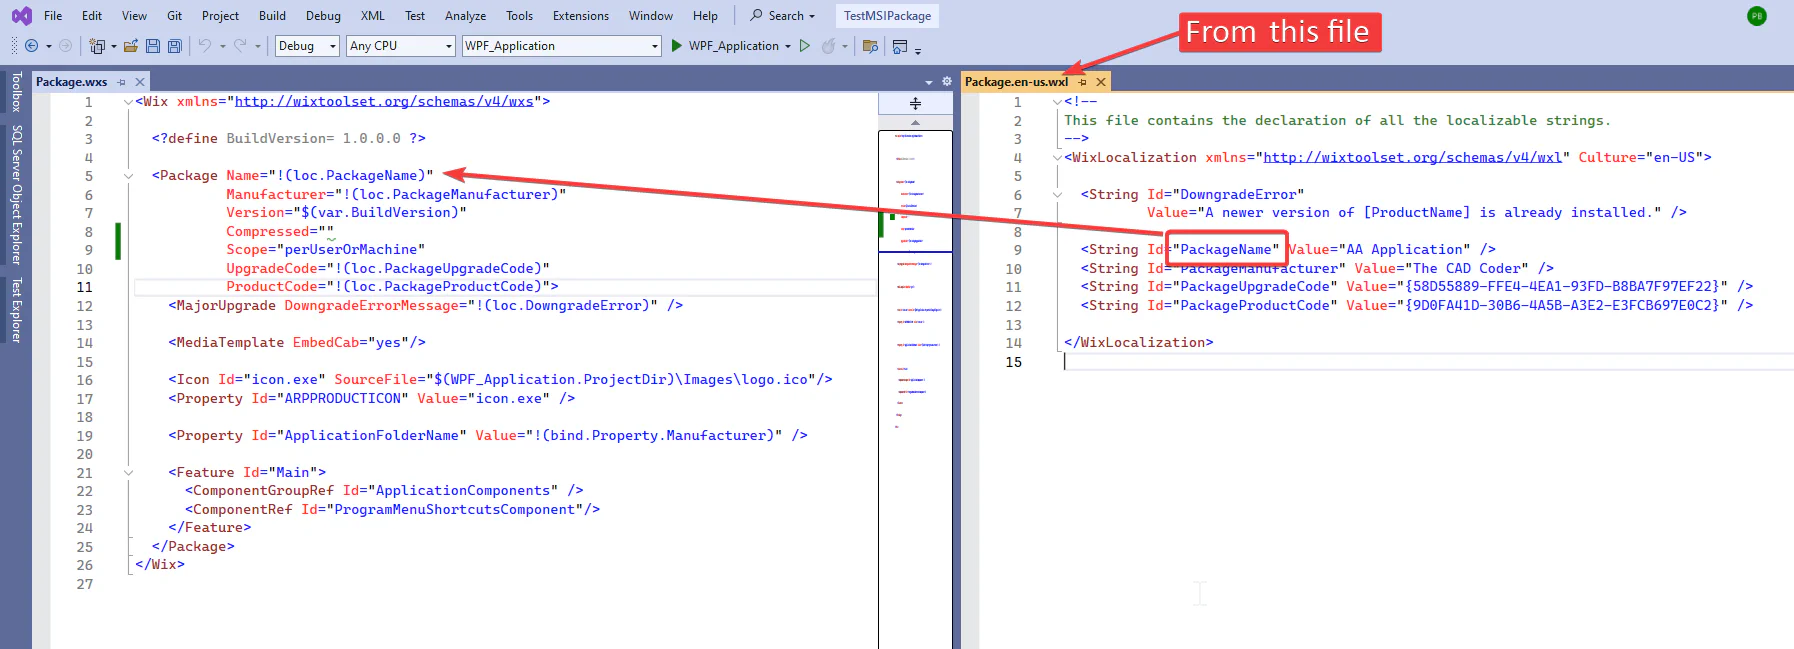 File Edit View Git Project Build Debug XML Test Analyze Tools Extensions Window Help Search TestMSIPackage PB
Debug Any CPU WPF_Application WPF_Application
From this file
Toolbox
SQL Server Object Explorer
Test Explorer
Package.wxs
1 <Wix xmlns="http://wixtoolset.org/schemas/v4/wxs">
2
3 <?define BuildVersion= 1.0.0.0 ?>
4
5 <Package Name="!(loc.PackageName)"
6 Manufacturer="!(loc.PackageManufacturer)"
7 Version="$(var.BuildVersion)"
8 Compressed=""
9 Scope="perUserOrMachine"
10 UpgradeCode="!(loc.PackageUpgradeCode)"
11 ProductCode="!(loc.PackageProductCode)">
12 <MajorUpgrade DowngradeErrorMessage="!(loc.DowngradeError)" />
13
14 <MediaTemplate EmbedCab="yes"/>
15
16 <Icon Id="icon.exe" SourceFile="$(WPF_Application.ProjectDir)\Images\logo.ico"/>
17 <Property Id="ARPPRODUCTICON" Value="icon.exe" />
18
19 <Property Id="ApplicationFolderName" Value="!(bind.Property.Manufacturer)" />
20
21 <Feature Id="Main">
22 <ComponentGroupRef Id="ApplicationComponents" />
23 <ComponentRef Id="ProgramMenuShortcutsComponent"/>
24 </Feature>
25 </Package>
26 </Wix>
27
Package.en-us.wxl
1 <!--
2 This file contains the declaration of all the localizable strings.
3 -->
4 <WixLocalization xmlns="http://wixtoolset.org/schemas/v4/wxl" Culture="en-US">
5
6 <String Id="DowngradeError"
7 Value="A newer version of [ProductName] is already installed." />
8
9 <String Id="PackageName" Value="AA Application" />
10 <String Id="PackageManufacturer" Value="The CAD Coder" />
11 <String Id="PackageUpgradeCode" Value="{58D55889-FFE4-4EA1-93FD-B8BA7F97EF22}" />
12 <String Id="PackageProductCode" Value="{9D0FA41D-30B6-4A5B-A3E2-E3FCB697E0C2}" />
13
14 </WixLocalization>
15